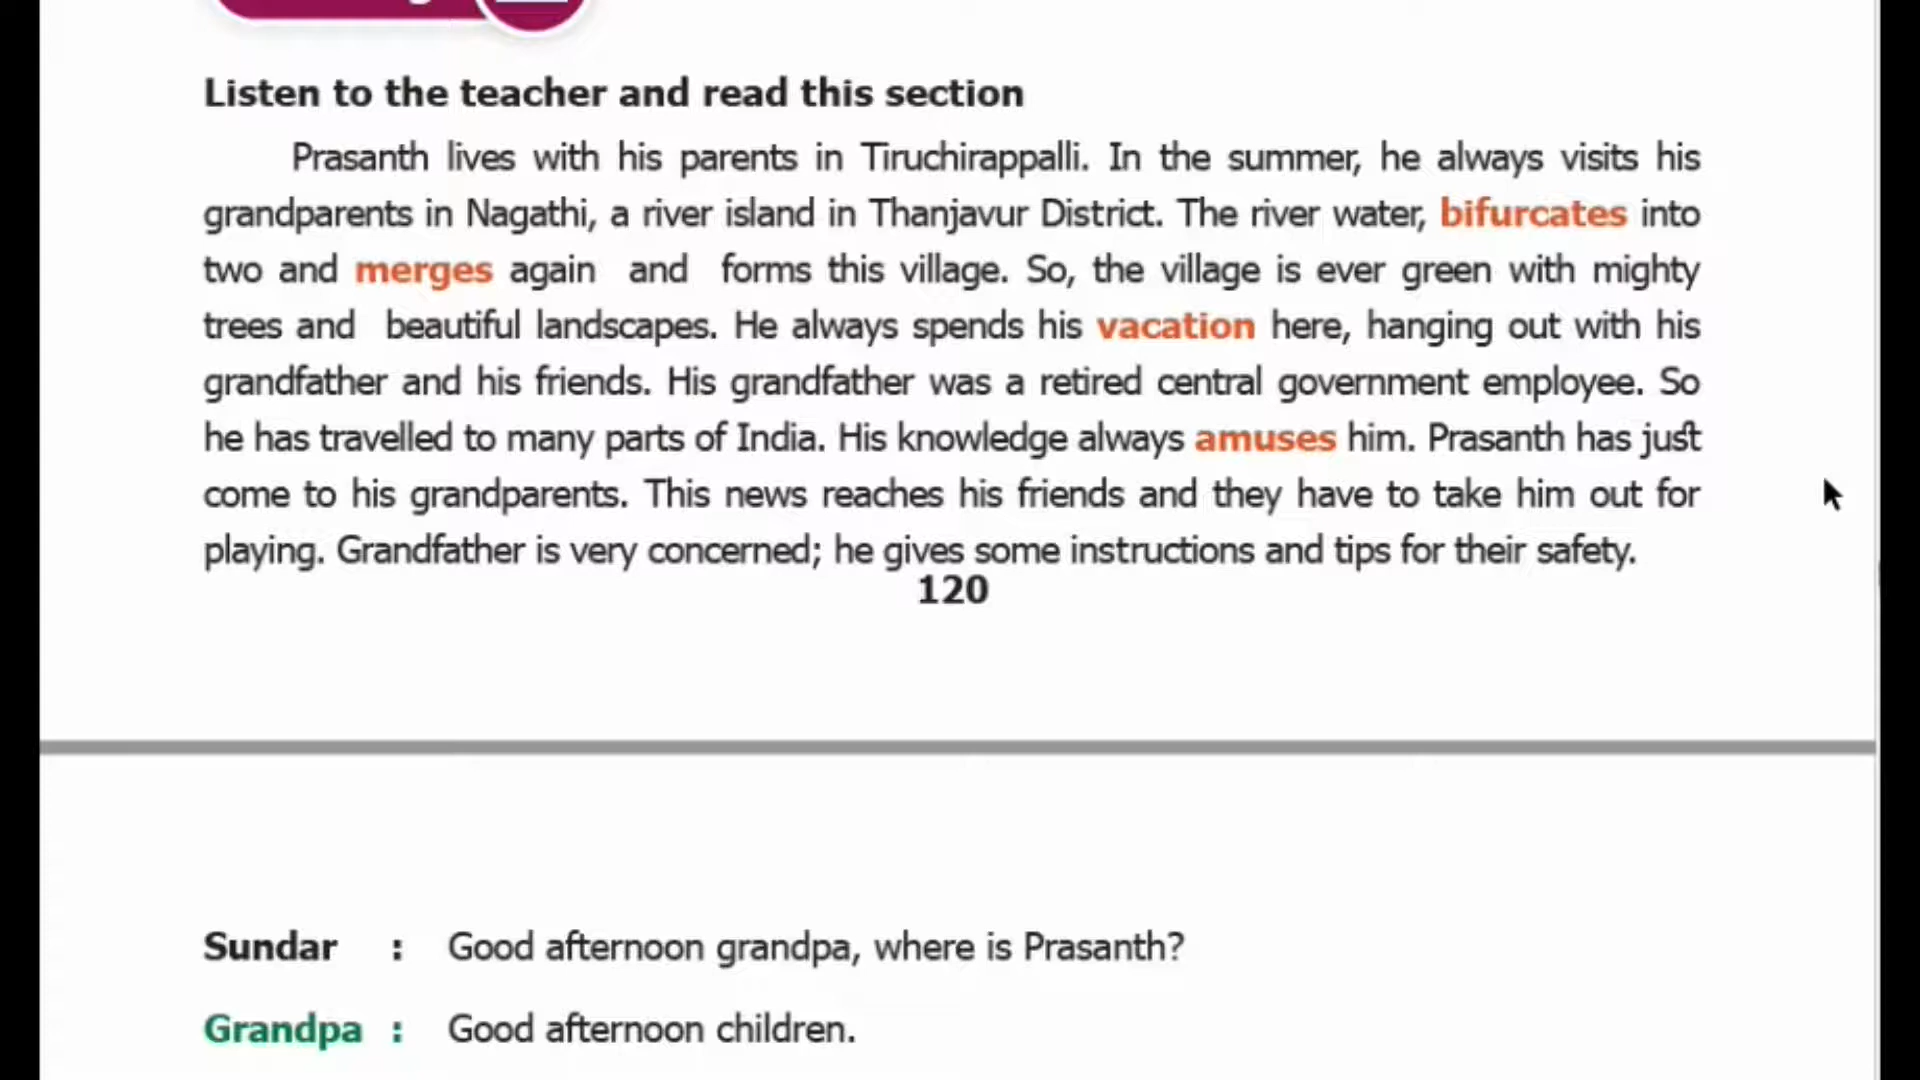 Listen to the teacher and read this section
Prasanth lives with his parents in Tiruchirappalli. In the summer, he always visits his
grandparents in Nagathi, a river island in Thanjavur District. The river water, bifurcates into
two and merges again and forms this village. So, the village is ever green with mighty
trees and beautiful landscapes. He always spends his vacation here, hanging out with his
grandfather and his friends. His grandfather was a retired central government employee. So
he has travelled to many parts of India. His knowledge always amuses him. Prasanth has just
come to his grandparents. This news reaches his friends and they have to take him out for
playing. Grandfather is very concerned; he gives some instructions and tips for their safety.
120
Sundar : Good afternoon grandpa, where is Prasanth?
Grandpa : Good afternoon children.